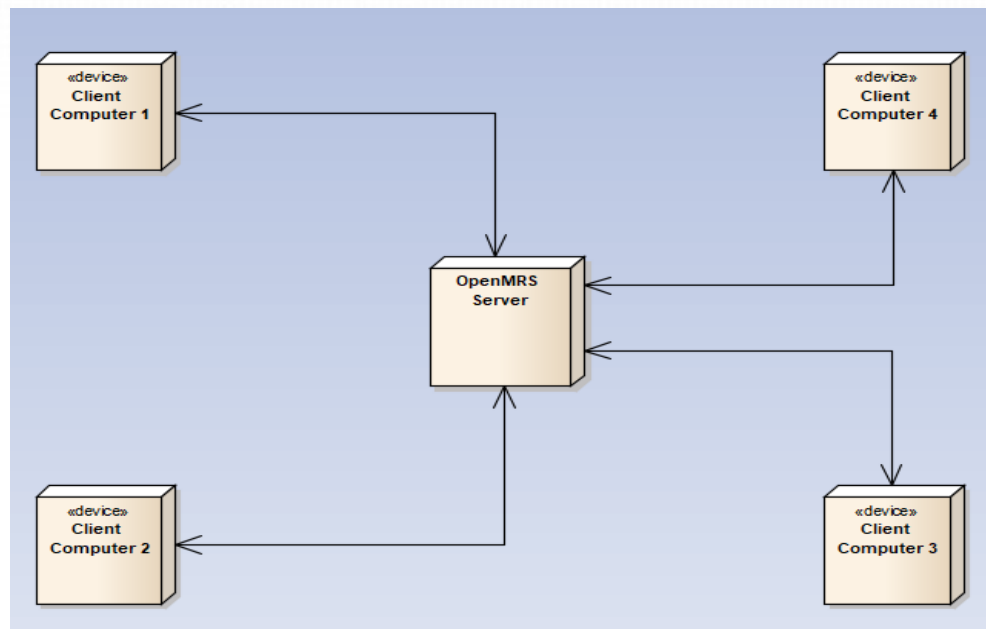 «device»
Client
Computer 1
«device»
Client
Computer 4
OpenMRS
Server
«device»
Client
Computer 2
«device»
Client
Computer 3